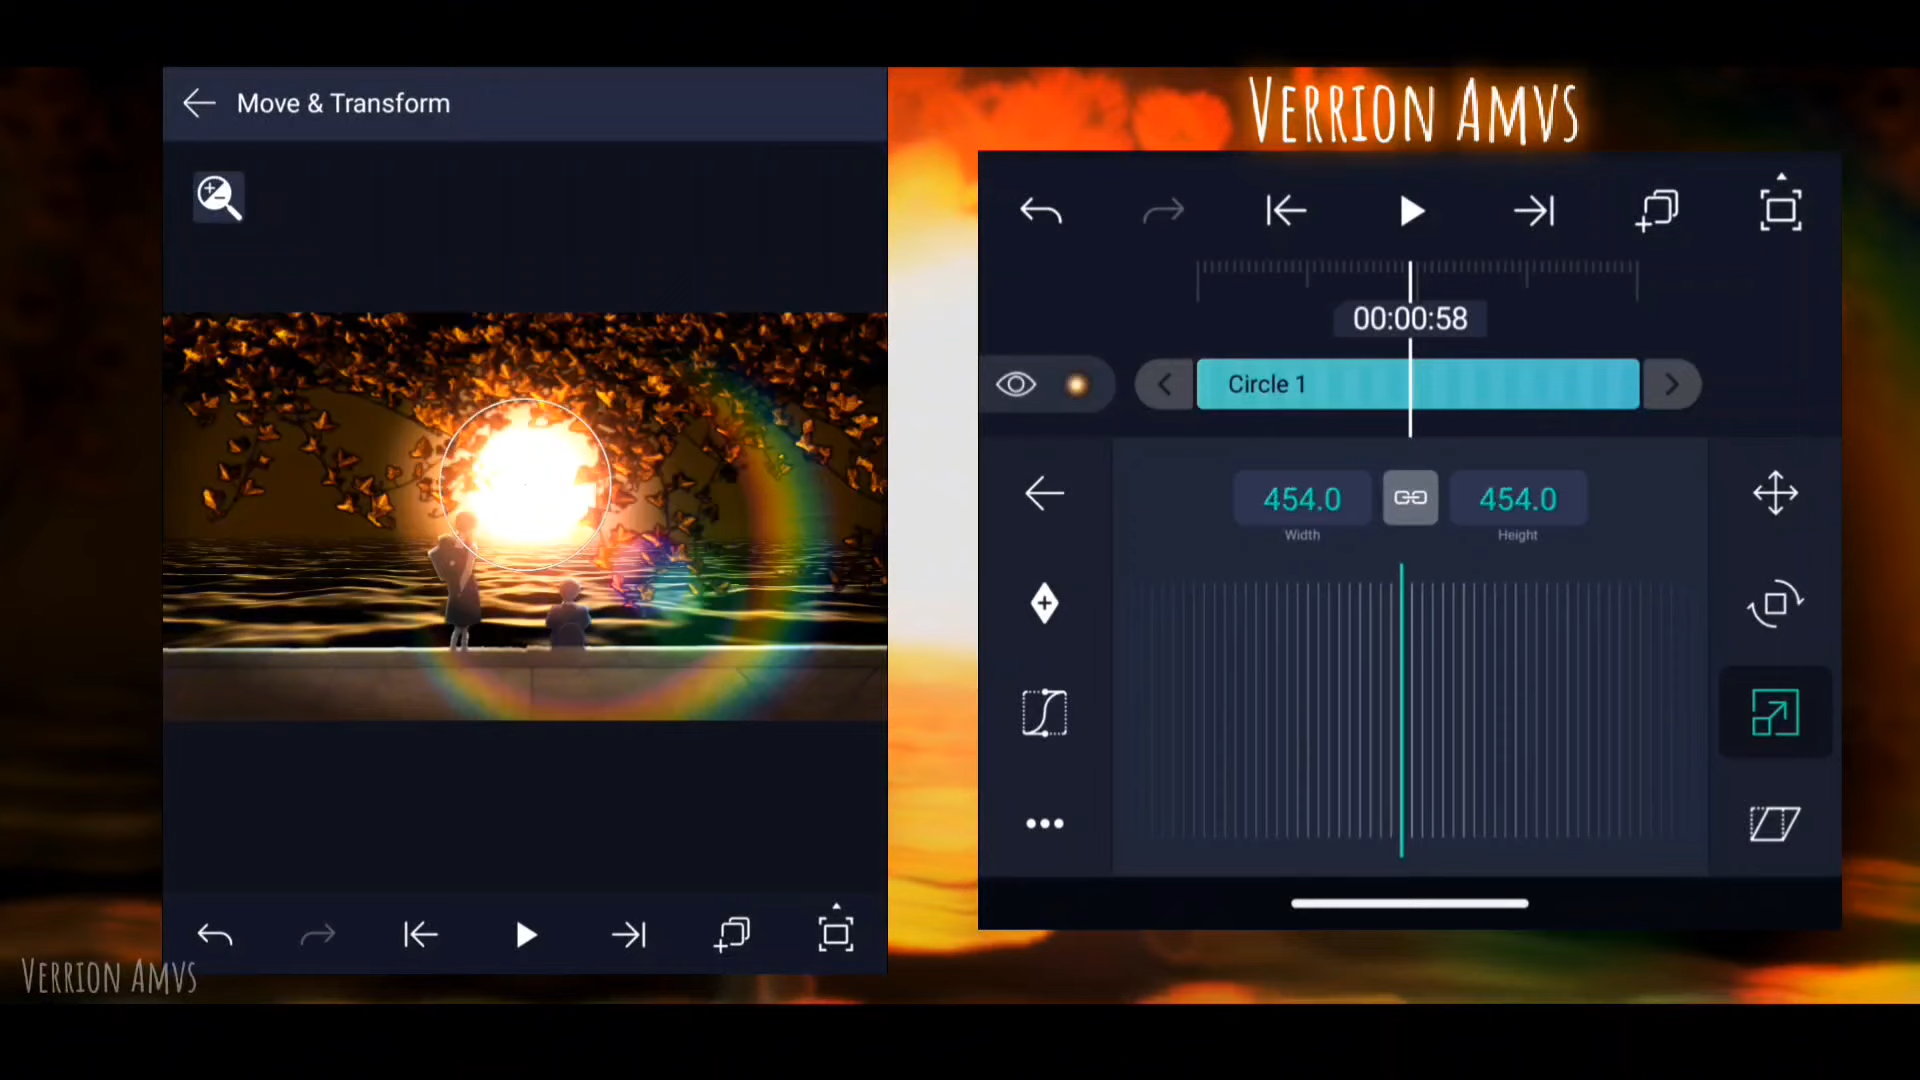 Move & Transform
VERRION AMVS
00:00:58
Circle 1
454.0
454.0
Width
Height
VERRION AMVS